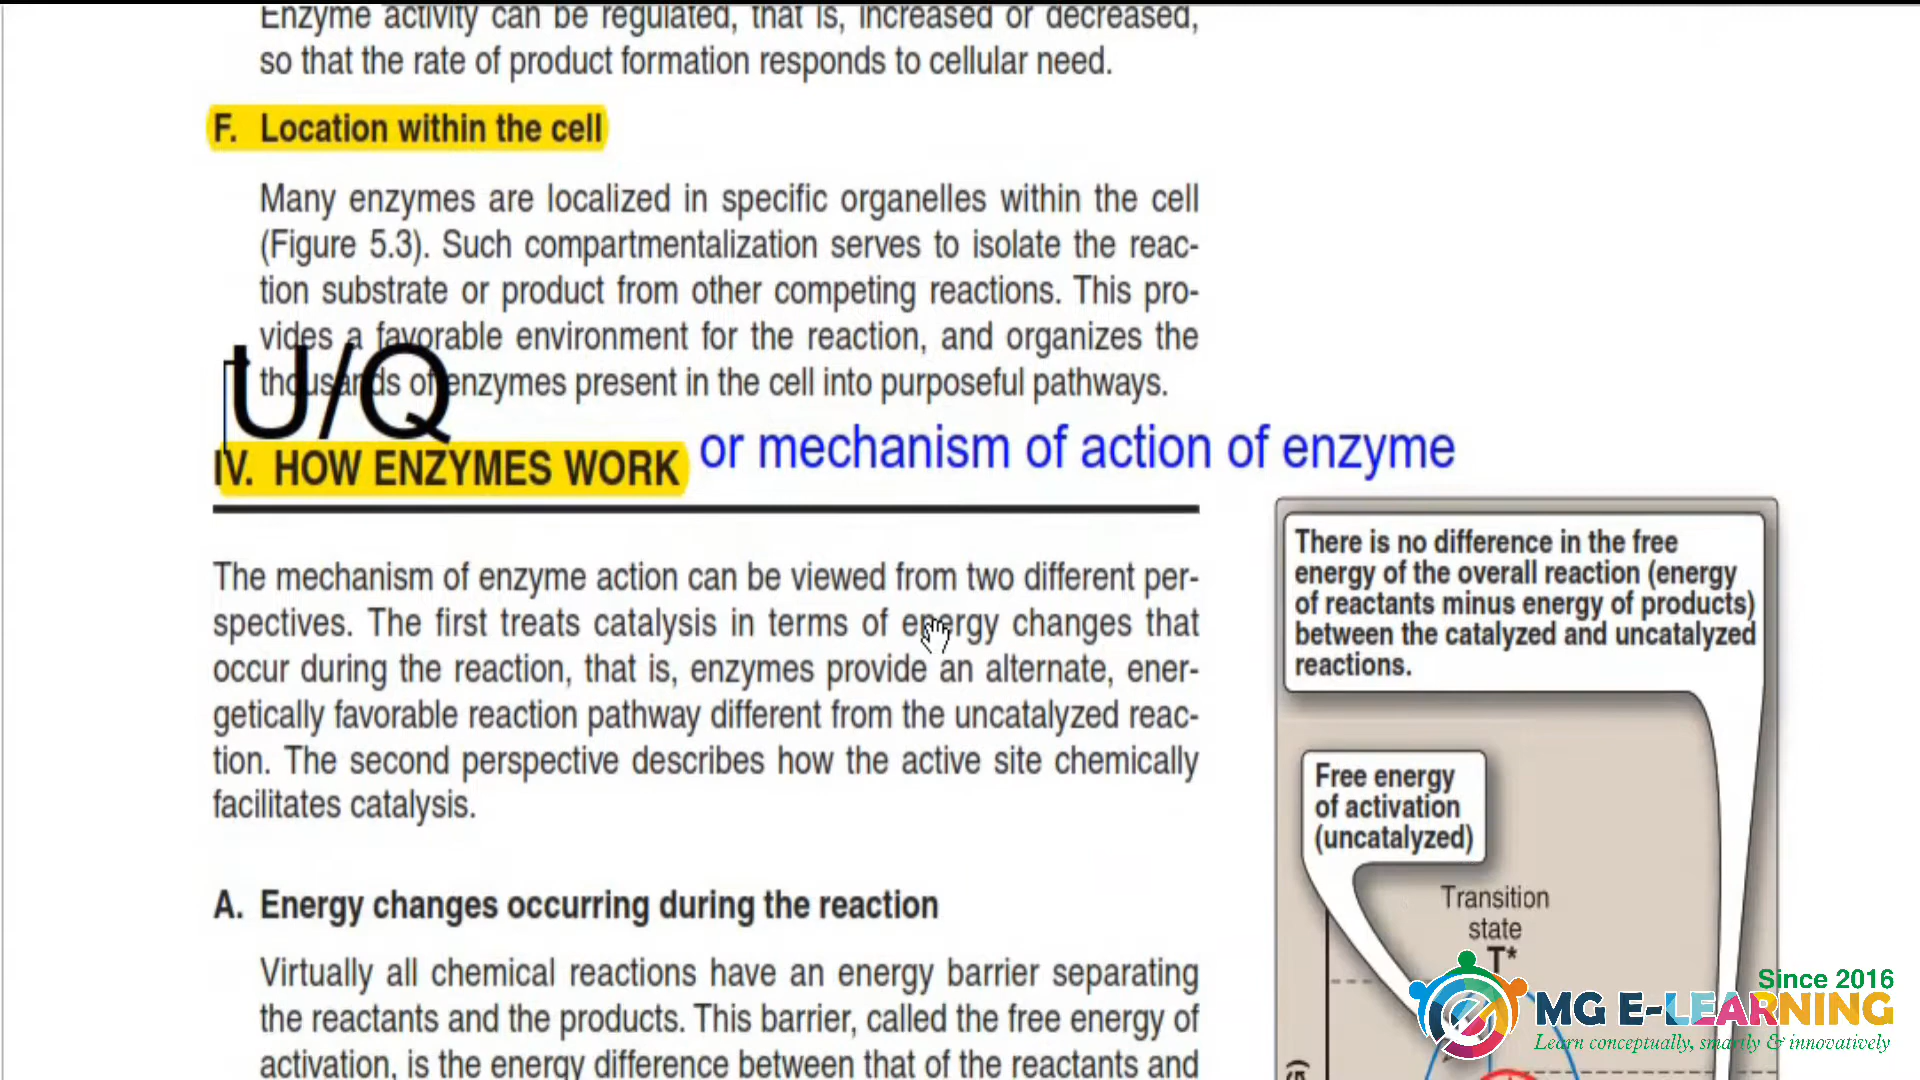 Enzyme activity can be regulated, that is, increased or decreased,
so that the rate of product formation responds to cellular need.
F. Location within the cell
Many enzymes are localized in specific organelles within the cell
(Figure 5.3). Such compartmentalization serves to isolate the reac-
tion substrate or product from other competing reactions. This pro-
vides a favorable environment for the reaction, and organizes the
thousands of enzymes present in the cell into purposeful pathways.
U/Q
IV. HOW ENZYMES WORK or mechanism of action of enzyme
The mechanism of enzyme action can be viewed from two different per-
spectives. The first treats catalysis in terms of energy changes that
occur during the reaction, that is, enzymes provide an alternate, ener-
getically favorable reaction pathway different from the uncatalyzed reac-
tion. The second perspective describes how the active site chemically
facilitates catalysis.
A. Energy changes occurring during the reaction
Virtually all chemical reactions have an energy barrier separating
the reactants and the products. This barrier, called the free energy of
activation, is the energy difference between that of the reactants and
There is no difference in the free
energy of the overall reaction (energy
of reactants minus energy of products)
between the catalyzed and uncatalyzed
reactions.
Free energy
of activation
(uncatalyzed)
Transition
state
T*
Since 2016
MG E-LEARNING
Learn conceptually, smartly & innovatively